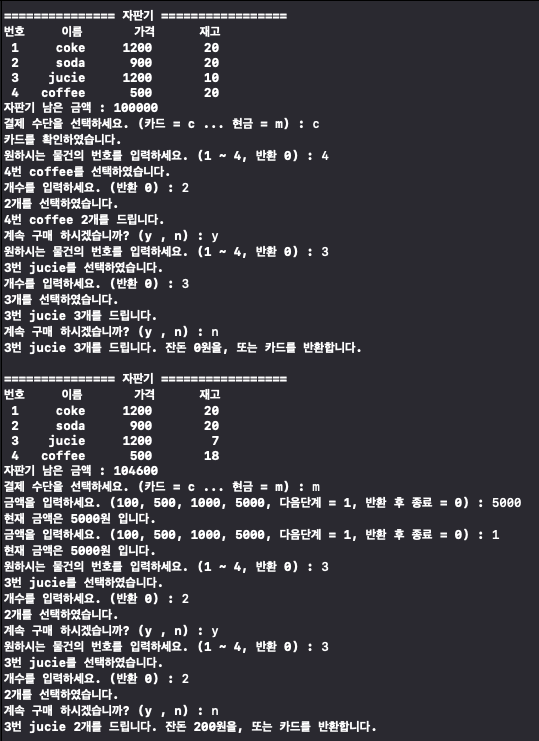 =============== 자판기 =================
번호     이름       가격      재고
1     coke     1200       20
2     soda      900       20
3    jucie     1200       10
4   coffee      500       20
자판기 남은 금액 : 100000
결제 수단을 선택하세요. (카드 = c ... 현금 = m) : c
카드를 확인하였습니다.
원하시는 물건의 번호를 입력하세요. (1 ~ 4, 반환 0) : 4
4번 coffee를 선택하였습니다.
개수를 입력하세요. (반환 0) : 2
2개를 선택하였습니다.
4번 coffee 2개를 드립니다.
계속 구매 하시겠습니까? (y , n) : y
원하시는 물건의 번호를 입력하세요. (1 ~ 4, 반환 0) : 3
3번 jucie를 선택하였습니다.
개수를 입력하세요. (반환 0) : 3
3개를 선택하였습니다.
3번 jucie 3개를 드립니다.
계속 구매 하시겠습니까? (y , n) : n
3번 jucie 3개를 드립니다. 잔돈 0원을, 또는 카드를 반환합니다.
=============== 자판기 =================
번호     이름       가격      재고
1     coke     1200       20
2     soda      900       20
3    jucie     1200        7
4   coffee      500       18
자판기 남은 금액 : 104600
결제 수단을 선택하세요. (카드 = c ... 현금 = m) : m
금액을 입력하세요. (100, 500, 1000, 5000, 다음단계 = 1, 반환 후 종료 = 0) : 5000
현재 금액은 5000원 입니다.
금액을 입력하세요. (100, 500, 1000, 5000, 다음단계 = 1, 반환 후 종료 = 0) : 1
현재 금액은 5000원 입니다.
원하시는 물건의 번호를 입력하세요. (1 ~ 4, 반환 0) : 3
3번 jucie를 선택하였습니다.
개수를 입력하세요. (반환 0) : 2
2개를 선택하였습니다.
계속 구매 하시겠습니까? (y , n) : y
원하시는 물건의 번호를 입력하세요. (1 ~ 4, 반환 0) : 3
3번 jucie를 선택하였습니다.
개수를 입력하세요. (반환 0) : 2
2개를 선택하였습니다.
계속 구매 하시겠습니까? (y , n) : n
3번 jucie 2개를 드립니다. 잔돈 200원을, 또는 카드를 반환합니다.